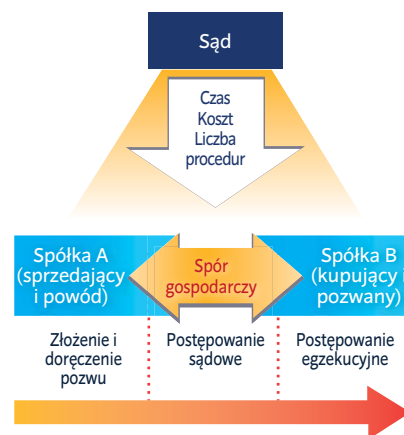 Sąd
Czas
Koszt
Liczba
procedur
Spółka A
(sprzedający
i powód)
Spór
gospodarczy
Spółka B
(kupujący i
pozwany)
Złożenie i
doręczenie
pozwu
Postępowanie
sądowe
Postępowanie
egzekucyjne